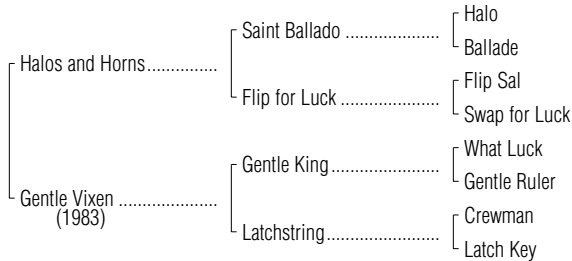 Halo
Saint Ballado ....................
Ballade
Halos and Horns...............
Flip Sal
Flip for Luck .....................
Swap for Luck
What Luck
Gentle King.......................
Gentle Ruler
Gentle Vixen .....................
(1983)
Crewman
Latchstring........................
Latch Key